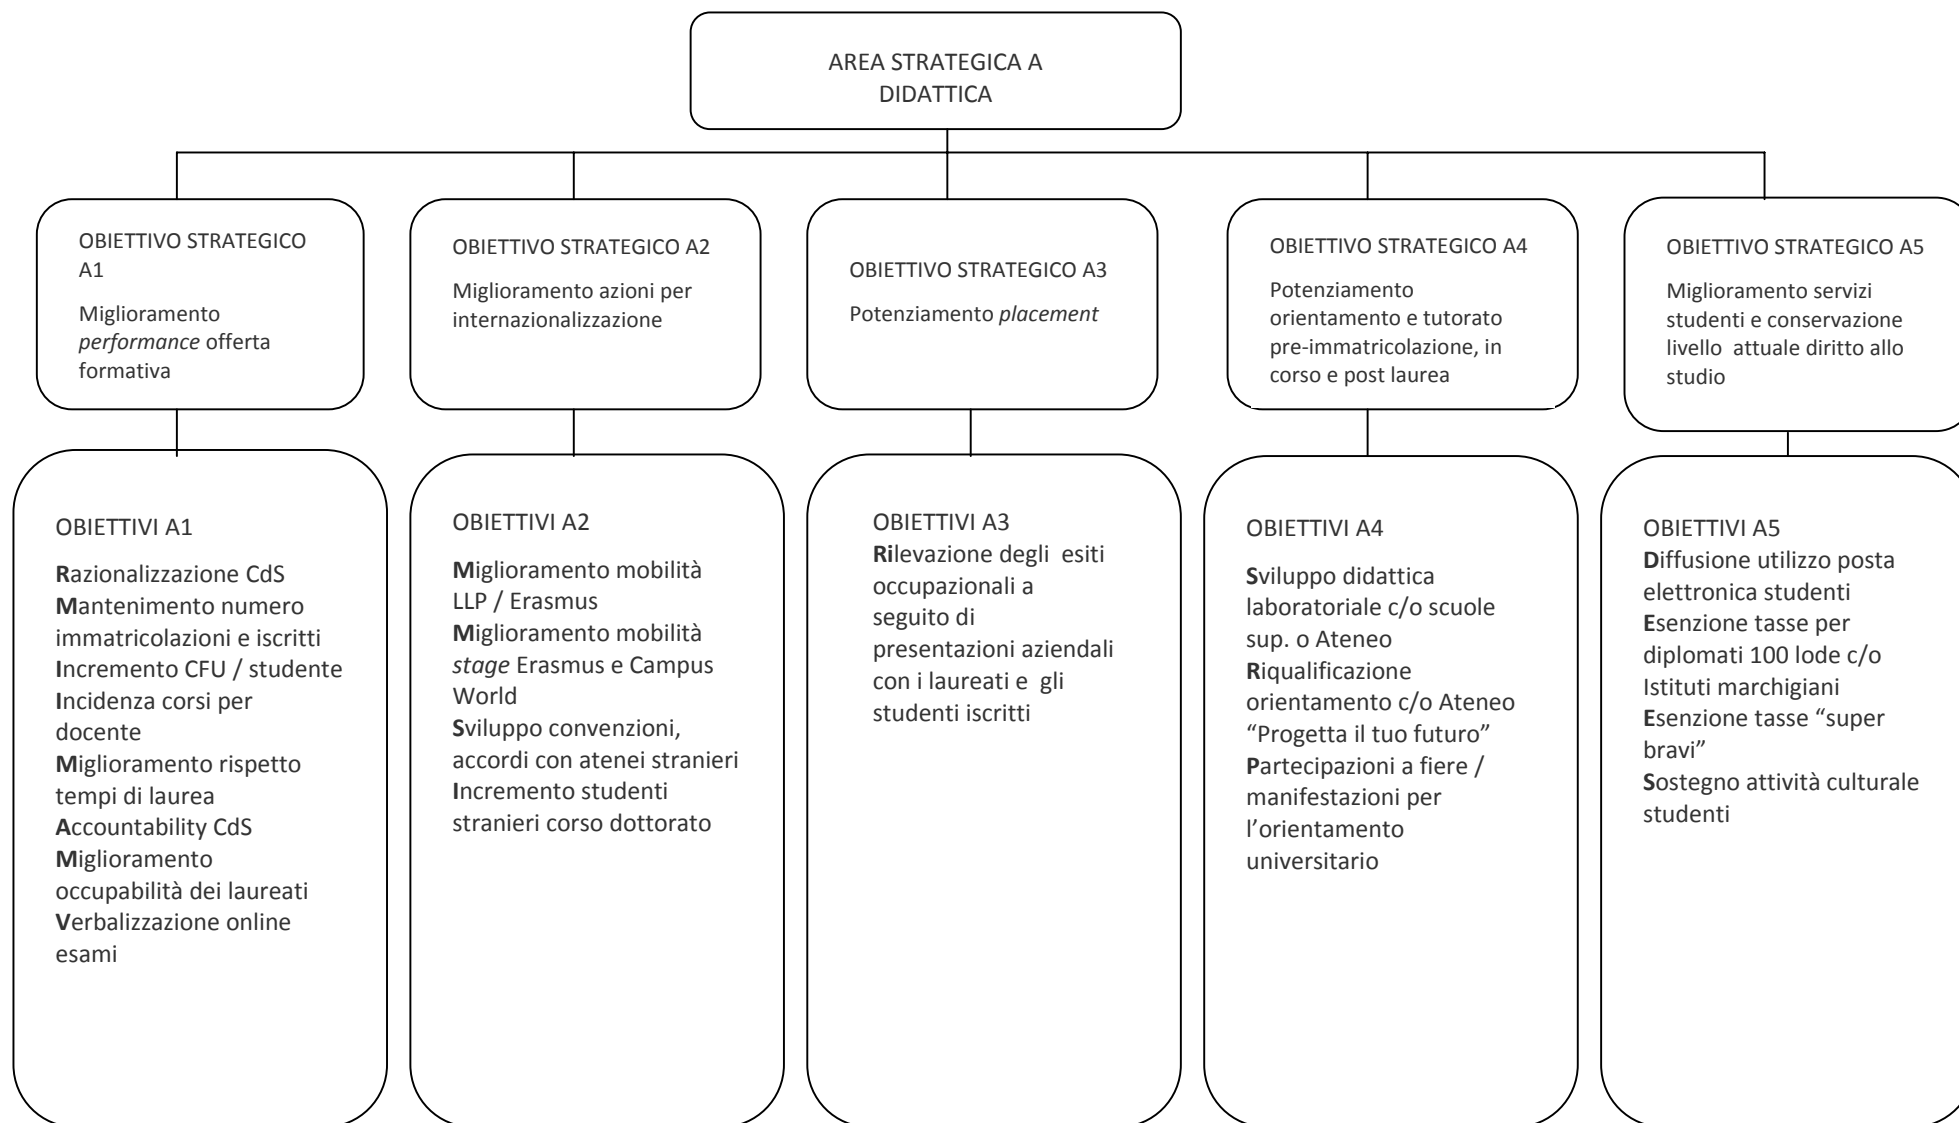 AREA STRATEGICA A
DIDATTICA
OBIETTIVO STRATEGICO
A1
Miglioramento
performance offerta
formativa
OBIETTIVO STRATEGICO A2
Miglioramento azioni per
internazionalizzazione
OBIETTIVO STRATEGICO A3
Potenziamento placement
OBIETTIVO STRATEGICO A4
Potenziamento
orientamento e tutorato
pre-immatricolazione, in
corso e post laurea
OBIETTIVO STRATEGICO A5
Miglioramento servizi
studenti e conservazione
livello attuale diritto allo
studio
OBIETTIVI A1
Razionalizzazione CdS
Mantenimento numero
immatricolazioni e iscritti
Incremento CFU / studente
Incidenza corsi per
docente
Miglioramento rispetto
tempi di laurea
Accountability CdS
Miglioramento
occupabilità dei laureati
Verbalizzazione online
esami
OBIETTIVI A2
Miglioramento mobilità
LLP / Erasmus
Miglioramento mobilità
stage Erasmus e Campus
World
Sviluppo convenzioni,
accordi con atenei stranieri
Incremento studenti
stranieri corso dottorato
OBIETTIVI A3
Rilevazione degli esiti
occupazionali a
seguito di
presentazioni aziendali
con i laureati e gli
studenti iscritti
OBIETTIVI A4
Sviluppo didattica
laboratoriale c/o scuole
sup. o Ateneo
Riqualificazione
orientamento c/o Ateneo
“Progetta il tuo futuro”
Partecipazioni a fiere /
manifestazioni per
l’orientamento
universitario
OBIETTIVI A5
Diffusione utilizzo posta
elettronica studenti
Esenzione tasse per
diplomati 100 lode c/o
Istituti marchigiani
Esenzione tasse “super
bravi”
Sostegno attività culturale
studenti